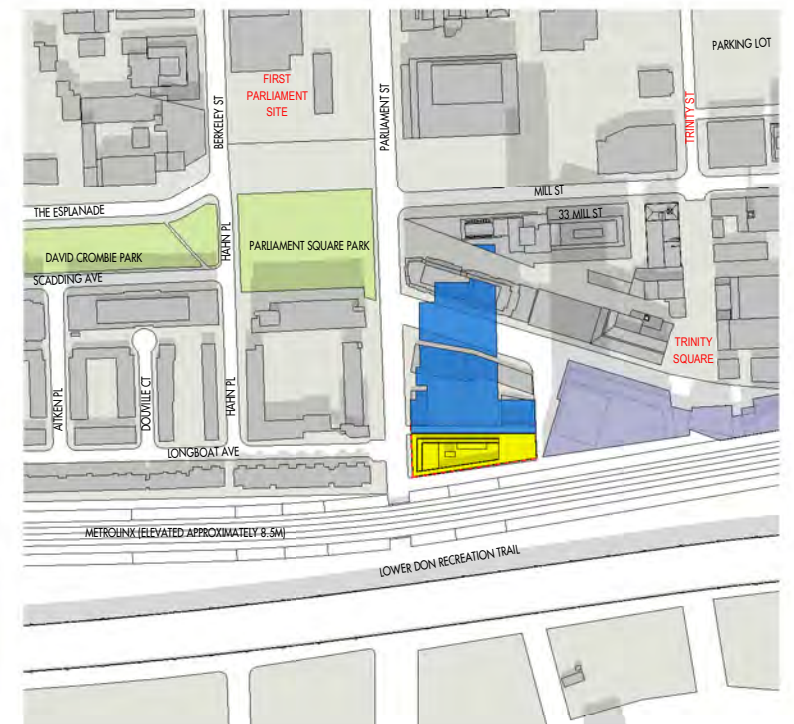 PARKING LOT
FIRST
PARLIAMENT
SITE
BERKELEY ST
PARLIAMENT ST
TRINITY ST
MILL ST
THE ESPLANADE
33 MILL ST
HAHN PL
PARLIAMENT SQUARE PARK
DAVID CROMBIE PARK
SCADDING AVE
TRINITY
SQUARE
AITKEN PL
DOUVILLE CT
HAHN PL
LONGBOAT AVE
METROLINX (ELEVATED APPROXIMATELY 8.5M)
LOWER DON RECREATION TRAIL